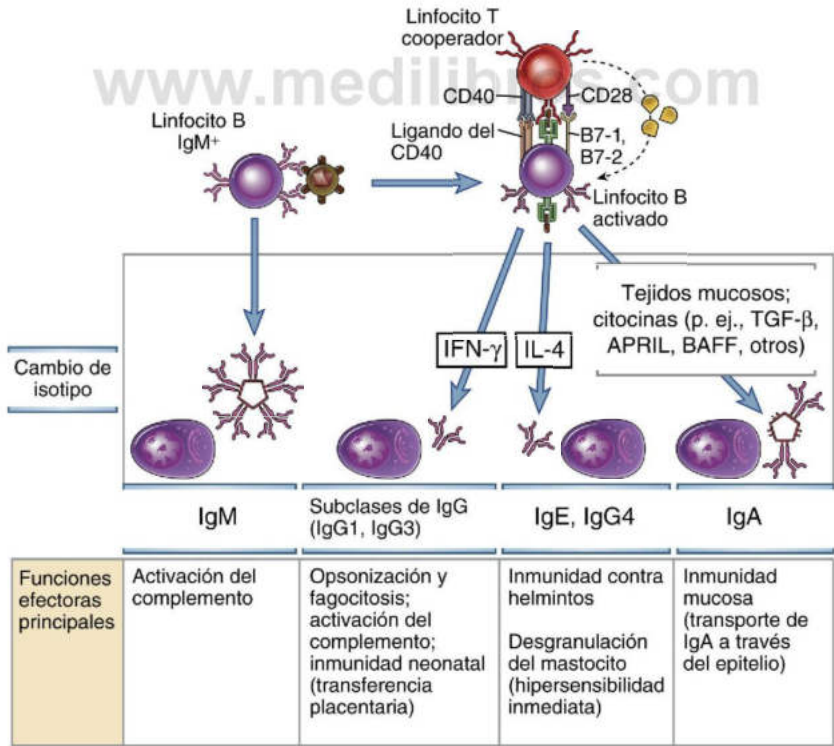 www.medilibros.com
Linfocito T
cooperador
CD40
CD28
Linfocito B
IgM+
Ligando del
CD40
B7-1,
B7-2
Linfocito B
activado
Tejidos mucosos;
citocinas (p. ej., TGF-β,
APRIL, BAFF, otros)
IFN-γ
IL-4
Cambio de
isotipo
IgM
Subclases de IgG
(IgG1, IgG3)
IgE, IgG4
IgA
Funciones
efectoras
principales
Activación del
complemento
Opsonización y
fagocitosis;
activación del
complemento;
inmunidad neonatal
(transferencia
placentaria)
Inmunidad contra
helmintos
Desgranulación
del mastocito
(hipersensibilidad
inmediata)
Inmunidad
mucosa
(transporte de
IgA a través
del epitelio)